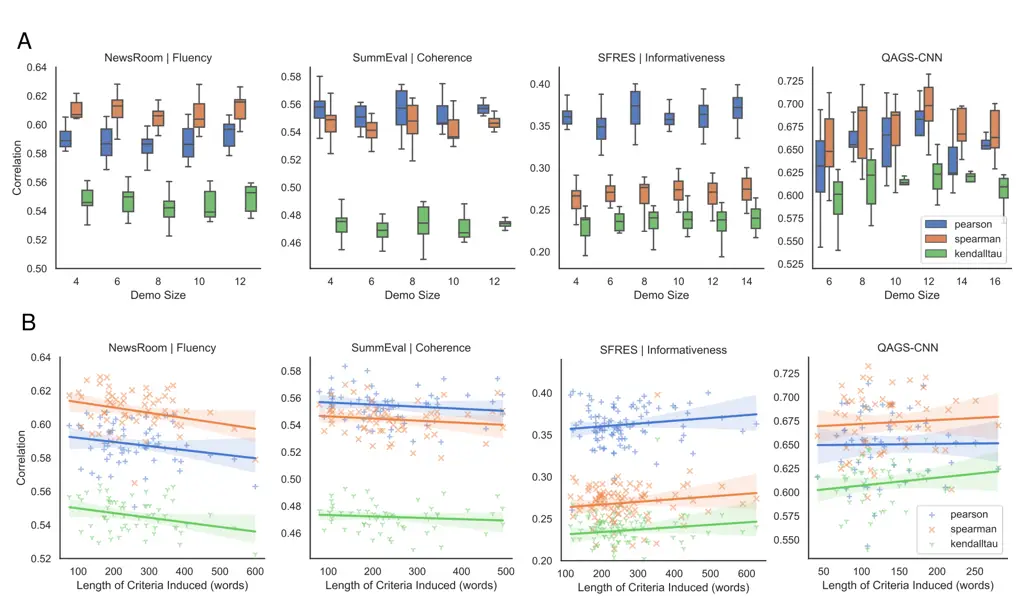 A
NewsRoom | Fluency
SummEval | Coherence
SFRES | Informativeness
QAGS-CNN
Correlation
0.64
0.62
0.60
0.58
0.56
0.54
0.52
0.50
4 6 8 10 12
Demo Size
0.58
0.56
0.54
0.52
0.50
0.48
0.46
4 6 8 10 12
Demo Size
0.40
0.35
0.30
0.25
0.20
4 6 8 10 12 14
Demo Size
0.725
0.700
0.675
0.650
0.625
0.600
0.575
0.550
0.525
6 8 10 12 14 16
Demo Size
pearson
spearman
kendalltau
B
NewsRoom | Fluency
SummEval | Coherence
SFRES | Informativeness
QAGS-CNN
Correlation
0.64
0.62
0.60
0.58
0.56
0.54
0.52
100 200 300 400 500 600
Length of Criteria Induced (words)
0.58
0.56
0.54
0.52
0.50
0.48
0.46
100 200 300 400 500
Length of Criteria Induced (words)
0.40
0.35
0.30
0.25
0.20
100 200 300 400 500 600
Length of Criteria Induced (words)
0.725
0.700
0.675
0.650
0.625
0.600
0.575
0.550
50 100 150 200 250
Length of Criteria Induced (words)
pearson
spearman
kendalltau